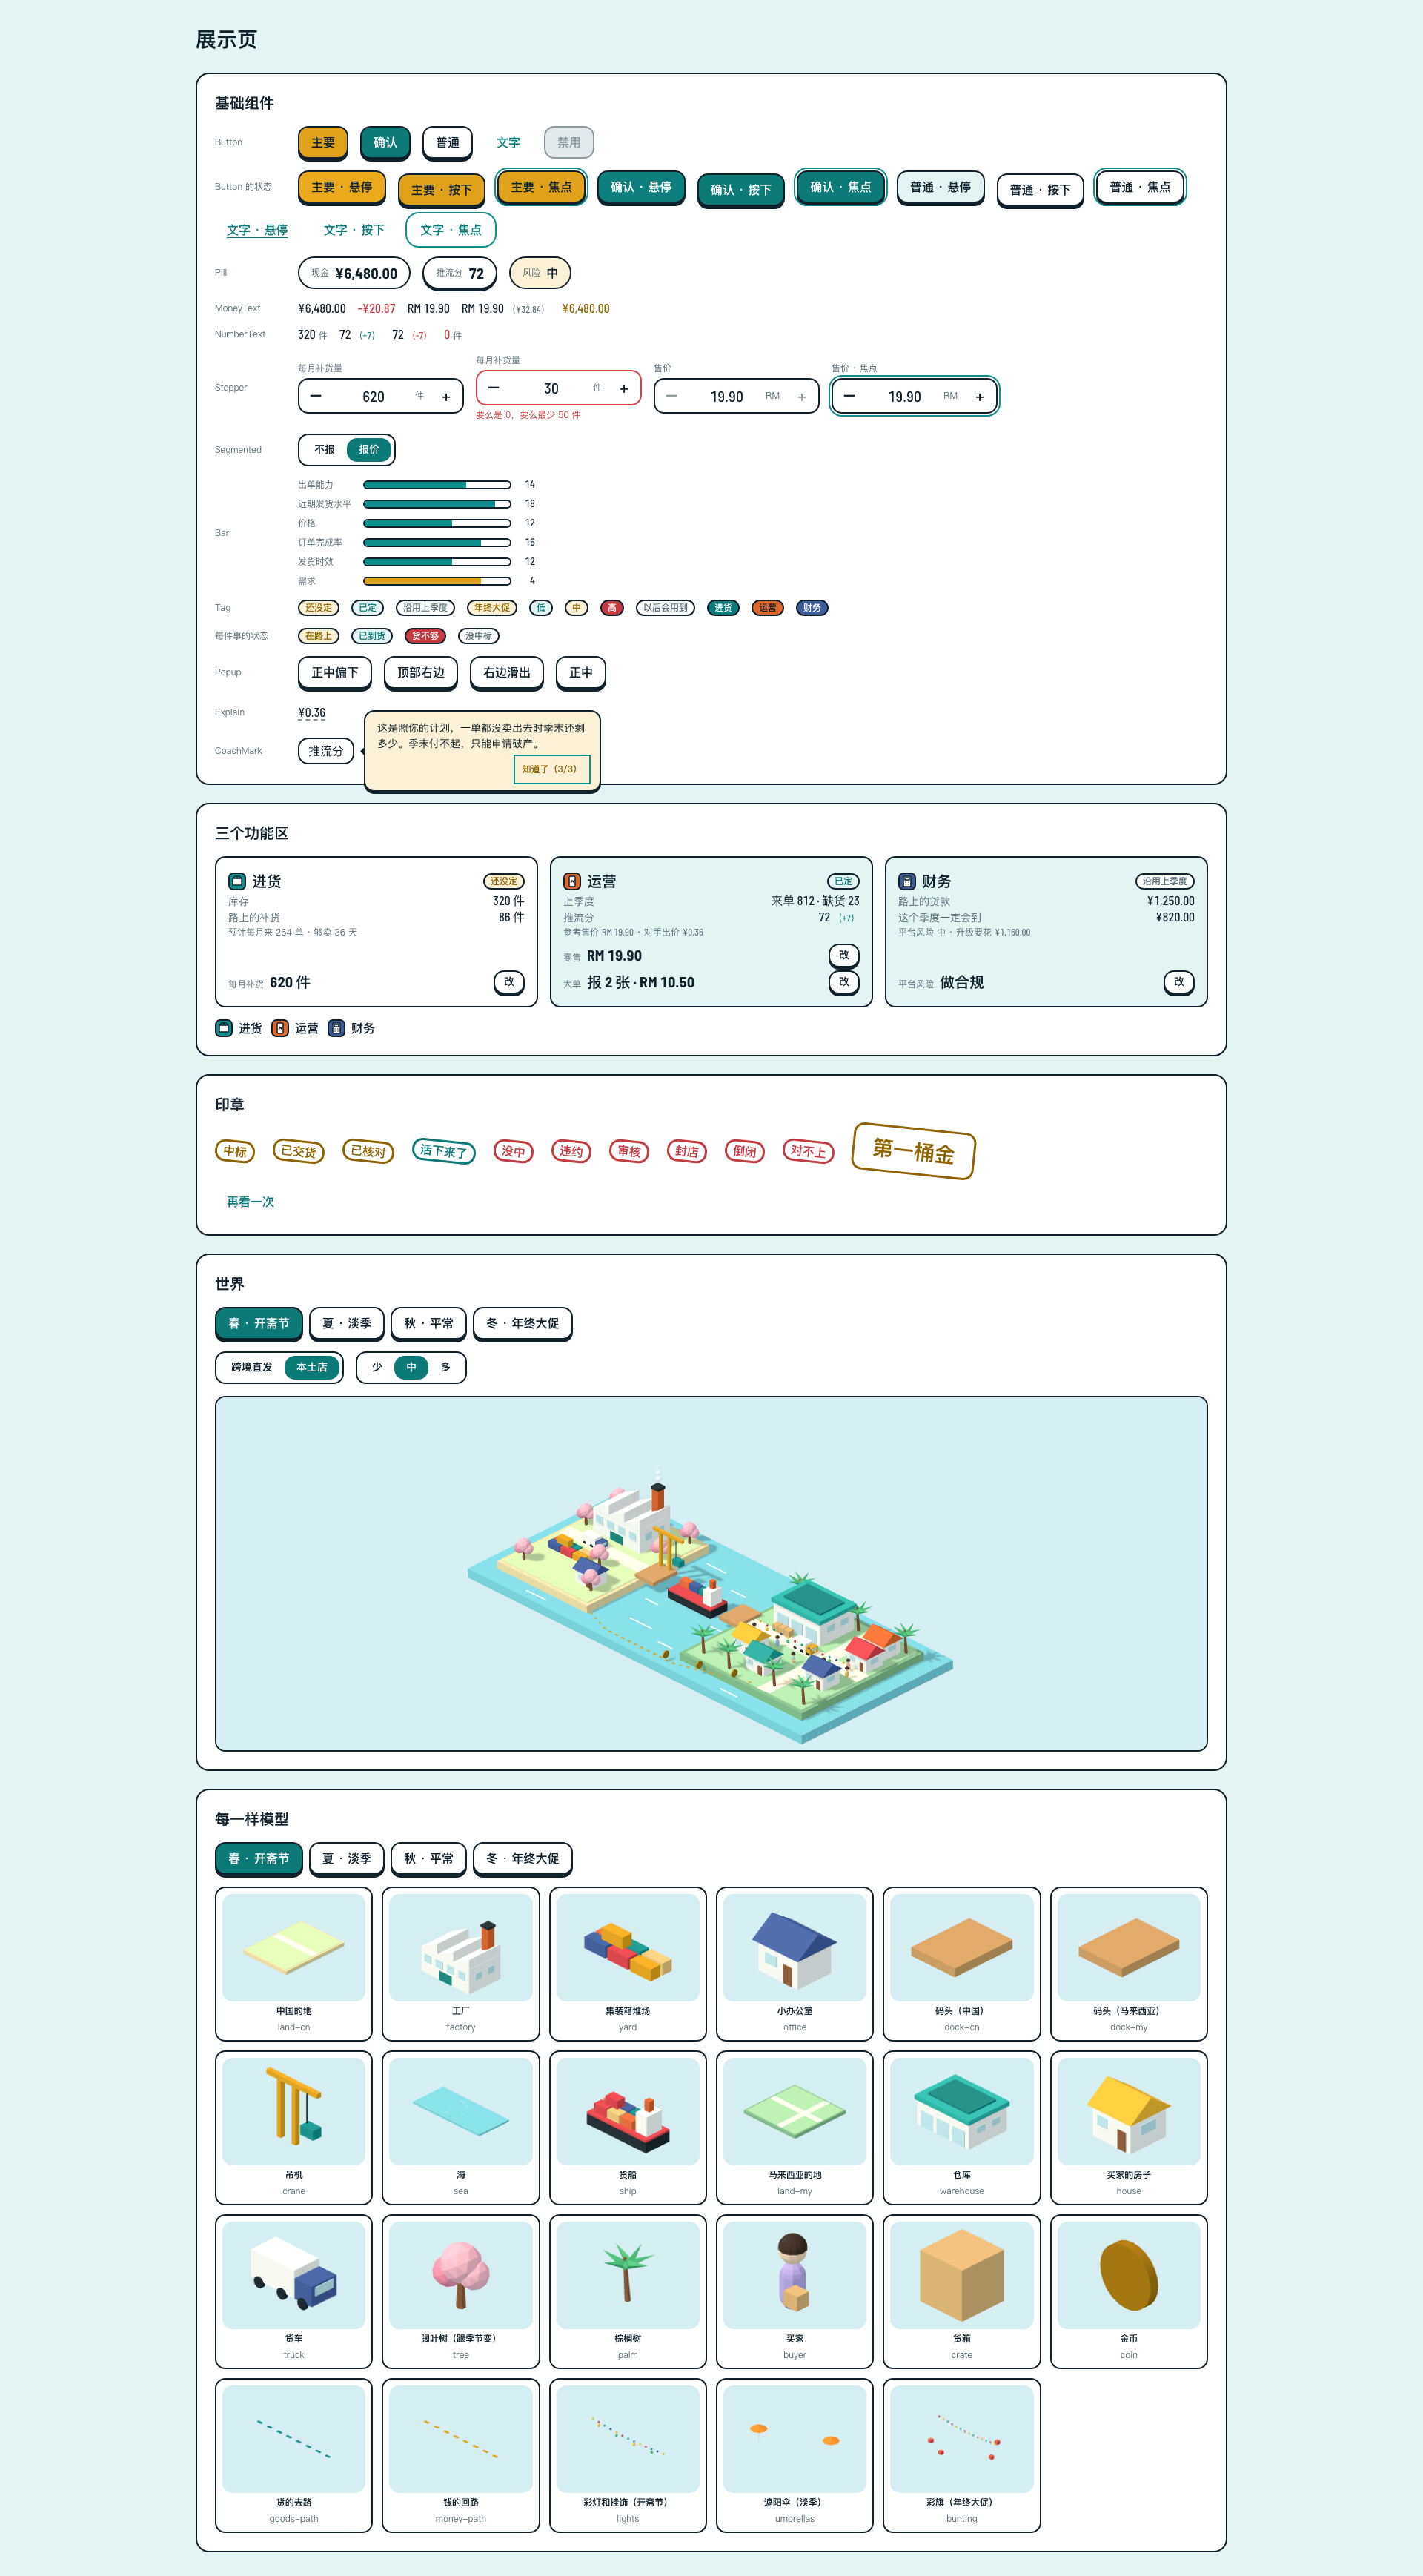 展示页
基础组件
Button 主要 确认 普通 文字 禁用
Button 的状态 主要 · 悬停 主要 · 按下 主要 · 焦点 确认 · 悬停 确认 · 按下 确认 · 焦点 普通 · 悬停 普通 · 按下 普通 · 焦点
文字 · 悬停 文字 · 按下 文字 · 焦点
Pill 现金 ¥6,480.00 推流分 72 风险 中
MoneyText ¥6,480.00 -¥20.87 RM 19.90 RM 19.90 (¥32.84) ¥6,480.00
NumberText 320 件 72 (+7) 72 (-7) 0 件
每月补货量 每月补货量 售价 售价 · 焦点
Stepper − 620 件 + − 30 件 + − 19.90 RM + − 19.90 RM +
要么是 0，要么最少 50 件
Segmented 不报 报价
Bar
出单能力 14
近期发货水平 18
价格 12
订单完成率 16
发货时效 12
需求 4
Tag 还没定 已定 沿用上季度 年终大促 低 中 高 以后会用到 进货 运营 财务
每件事的状态 在路上 已到货 货不够 没中标
Popup 正中偏下 顶部右边 右边滑出 正中
Explain ¥0.36
CoachMark 推流分
这是照你的计划，一单都没卖出去时季末还剩
多少。季末付不起，只能申请破产。
知道了（3/3）
三个功能区
进货 还没定
库存 320 件
路上的补货 86 件
预计每月来 264 单 · 够卖 36 天
每月补货 620 件 改
运营 已定
上季度 来单 812 · 缺货 23
推流分 72 (+7)
参考售价 RM 19.90 · 对手出价 ¥0.36
零售 RM 19.90 改
大单 报 2 张 · RM 10.50 改
财务 沿用上季度
路上的货款 ¥1,250.00
这个季度一定会到 ¥820.00
平台风险 中 · 升级要花 ¥1,160.00
平台风险 做合规 改
进货 运营 财务
印章
中标 已交货 已核对 活下来了 没中 违约 审核 封店 倒闭 对不上 第一桶金
再看一次
世界
春 · 开斋节 夏 · 淡季 秋 · 平常 冬 · 年终大促
跨境直发 本土店 少 中 多
每一样模型
春 · 开斋节 夏 · 淡季 秋 · 平常 冬 · 年终大促
中国的地 工厂 集装箱堆场 小办公室 码头（中国） 码头（马来西亚）
land-cn factory yard office dock-cn dock-my
吊机 海 货船 马来西亚的地 仓库 买家的房子
crane sea ship land-my warehouse house
货车 阔叶树（跟季节变） 棕榈树 买家 货箱 金币
truck tree palm buyer crate coin
货的去路 钱的回路 彩灯和挂饰（开斋节） 遮阳伞（淡季） 彩旗（年终大促）
goods-path money-path lights umbrellas bunting